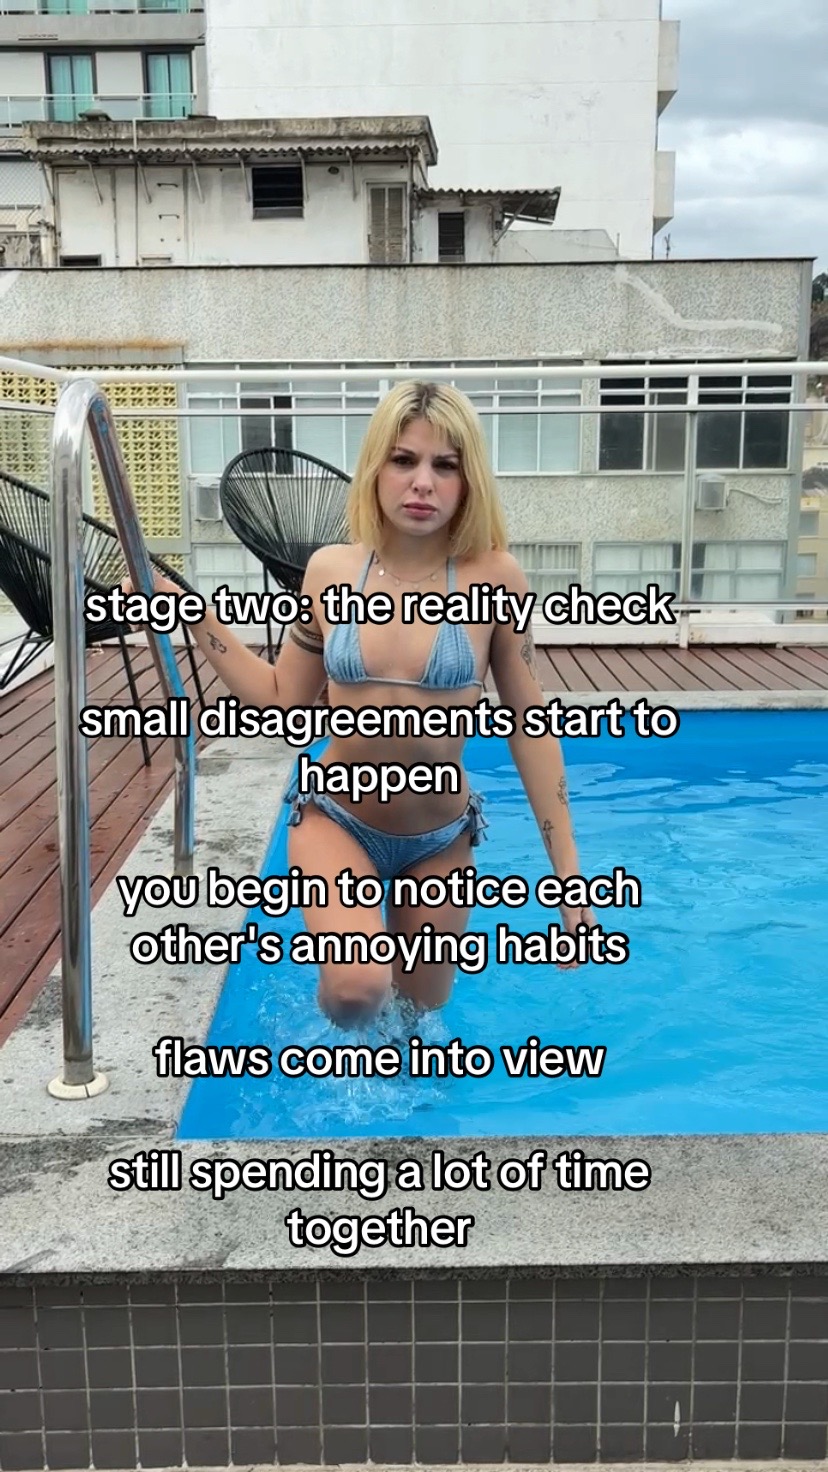 stage two: the reality check
small disagreements start to
happen
you begin to notice each
other's annoying habits
flaws come into view
still spending a lot of time
together